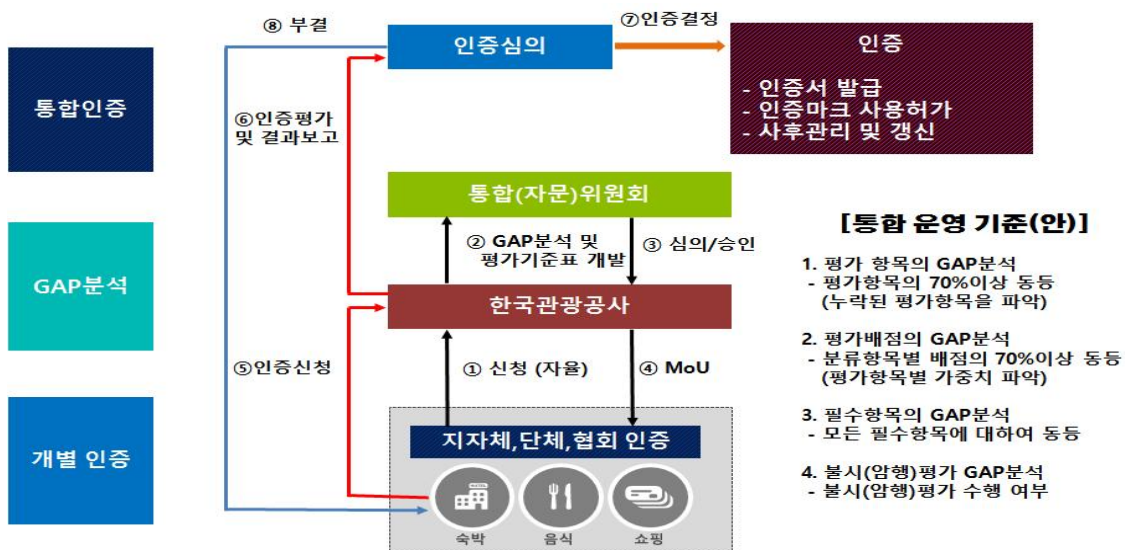 ⑧ 부결
인증심의
⑦인증결정
인증
- 인증서 발급
- 인증마크 사용허가
- 사후관리 및 갱신
통합인증
⑥인증평가
및 결과보고
통합(자문)위원회
② GAP분석 및
평가기준표 개발
③ 심의/승인
GAP분석
한국관광공사
⑤인증신청
① 신청 (자율)
④ MoU
개별 인증
지자체,단체,협회 인증
HOTEL
숙박
음식
쇼핑
[통합 운영 기준(안)]
1. 평가 항목의 GAP분석
- 평가항목의 70%이상 동등
(누락된 평가항목을 파악)
2. 평가배점의 GAP분석
- 분류항목별 배점의 70%이상 동등
(평가항목별 가중치 파악)
3. 필수항목의 GAP분석
- 모든 필수항목에 대하여 동등
4. 불시(암행)평가 GAP분석
- 불시(암행)평가 수행 여부